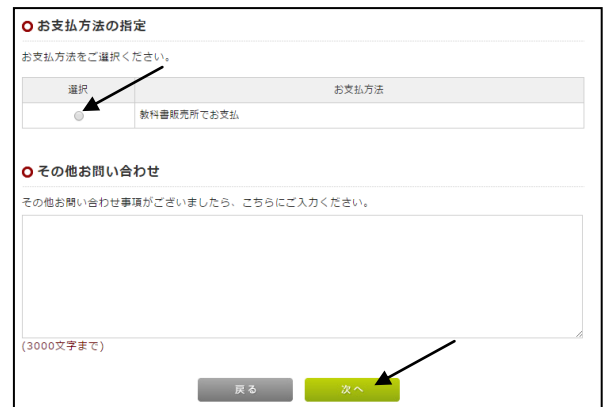 お支払方法の指定
お支払方法をご選択ください。
選択 お支払方法
教科書販売所でお支払
その他お問い合わせ
その他お問い合わせ事項がございましたら、こちらにご入力ください。
(3000文字まで)
戻る 次へ